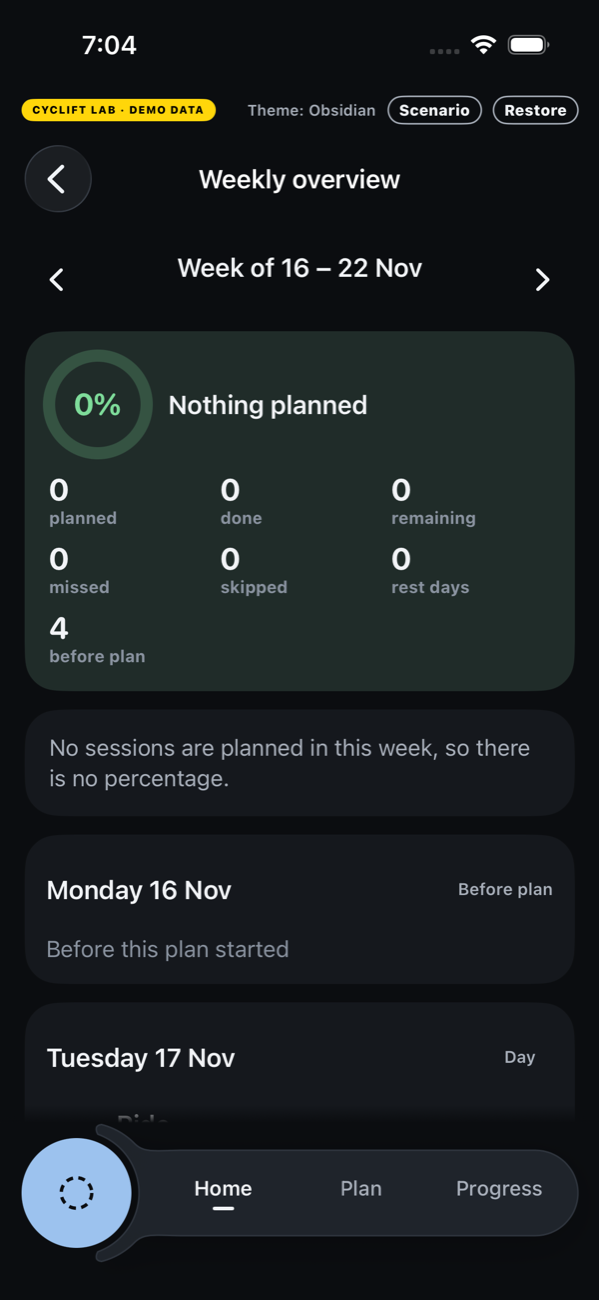 7:04
CYCLIFT LAB · DEMO DATA
Theme: Obsidian
Scenario
Restore
Weekly overview
Week of 16 – 22 Nov
0%
Nothing planned
0
planned
0
done
0
remaining
0
missed
0
skipped
0
rest days
4
before plan
No sessions are planned in this week, so there
is no percentage.
Monday 16 Nov
Before plan
Before this plan started
Tuesday 17 Nov
Day
Home
Plan
Progress